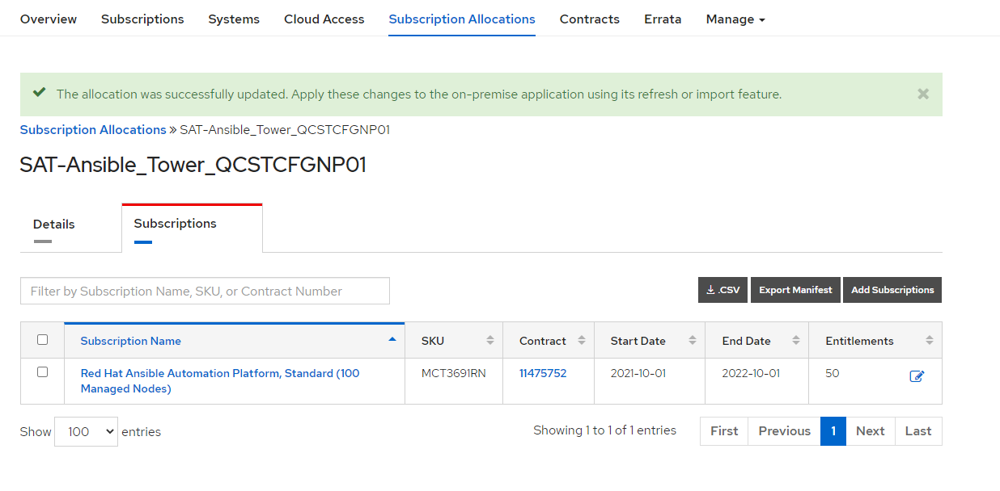 Overview Subscriptions Systems Cloud Access Subscription Allocations Contracts Errata Manage
The allocation was successfully updated. Apply these changes to the on-premise application using its refresh or import feature.
Subscription Allocations » SAT-Ansible_Tower_QCSTCFGNP01
SAT-Ansible_Tower_QCSTCFGNP01
Details Subscriptions
Filter by Subscription Name, SKU, or Contract Number .CSV Export Manifest Add Subscriptions
Subscription Name SKU Contract Start Date End Date Entitlements
Red Hat Ansible Automation Platform, Standard (100 MCT3691RN 11475752 2021-10-01 2022-10-01 50
Managed Nodes)
Show 100 entries Showing 1 to 1 of 1 entries First Previous 1 Next Last